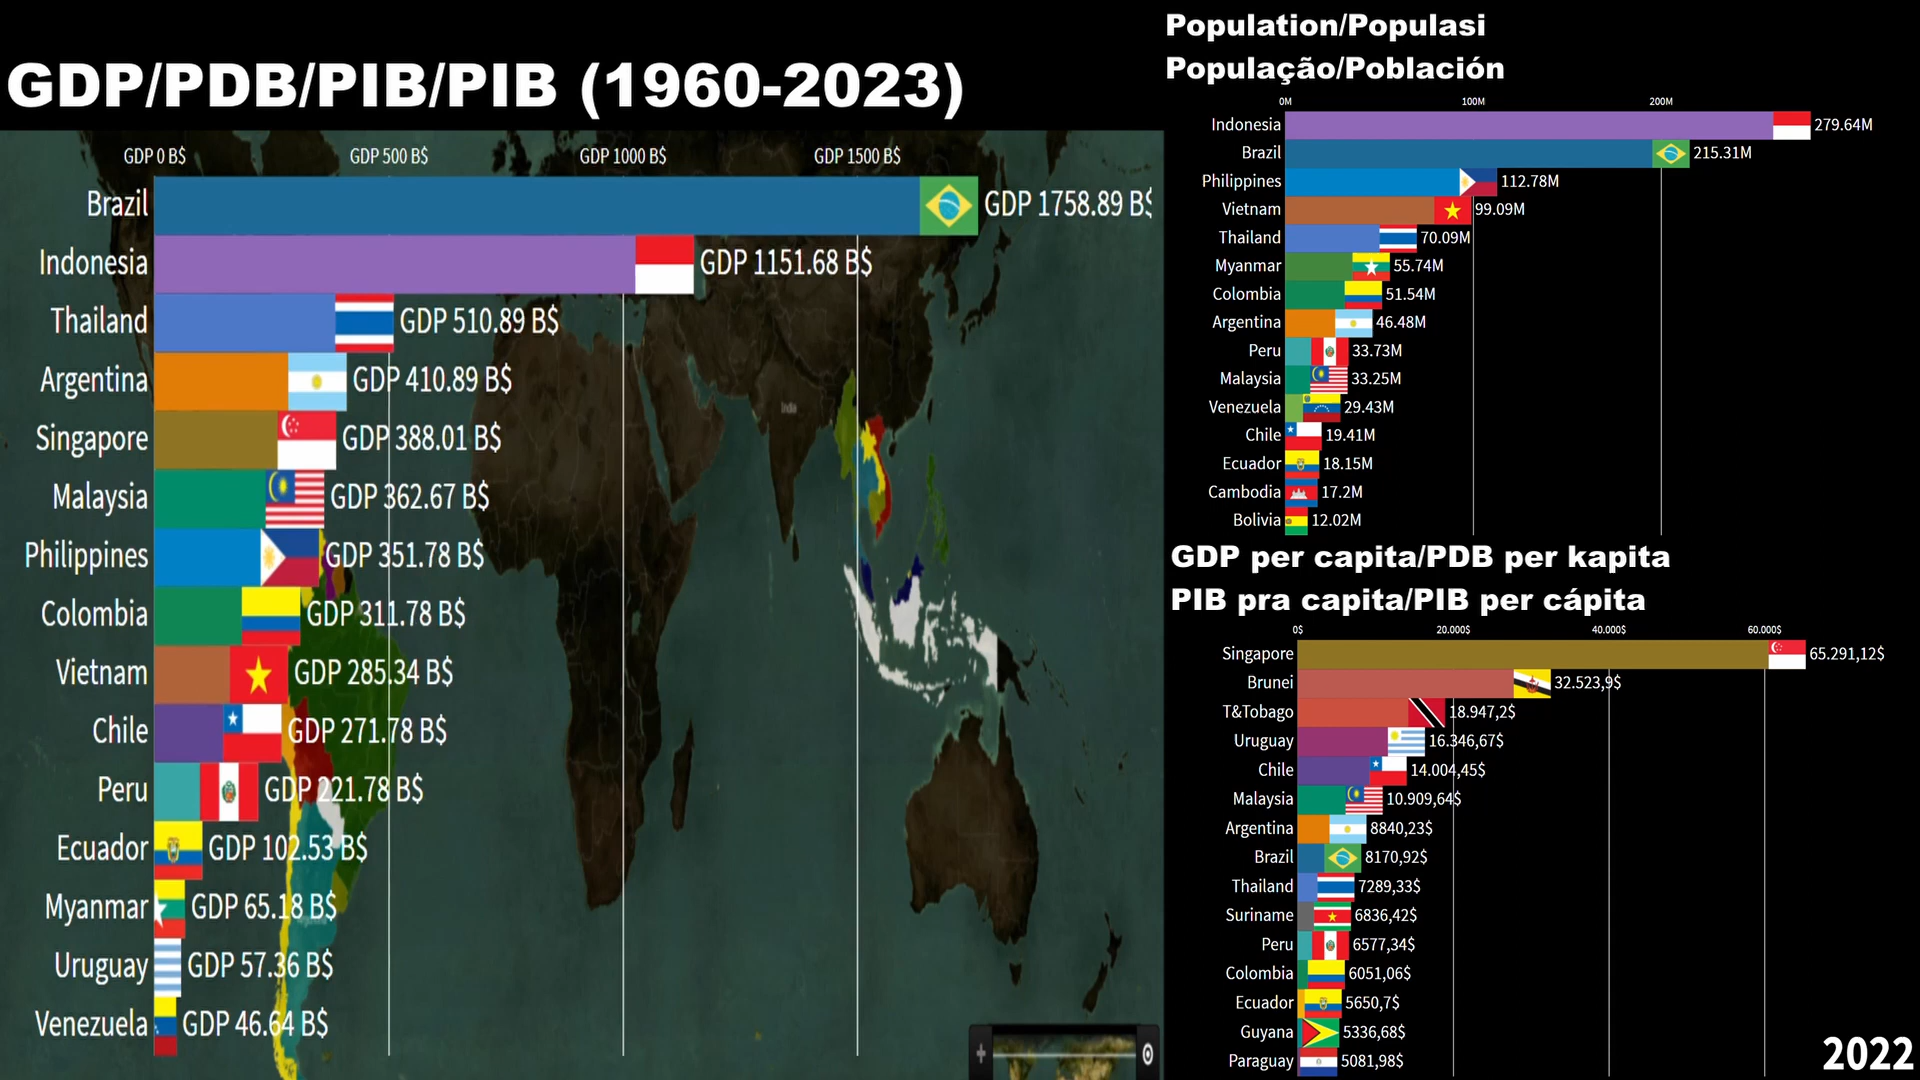 GDP/PDB/PIB/PIB (1960-2023)
GDP 0 B$ GDP 500 B$ GDP 1000 B$ GDP 1500 B$
Brazil GDP 1758.89 B$
Indonesia GDP 1151.68 B$
Thailand GDP 510.89 B$
Argentina GDP 410.89 B$
Singapore GDP 388.01 B$
Malaysia GDP 362.67 B$
Philippines GDP 351.78 B$
Colombia GDP 311.78 B$
Vietnam GDP 285.34 B$
Chile GDP 271.78 B$
Peru GDP 221.78 B$
Ecuador GDP 102.53 B$
Myanmar GDP 65.18 B$
Uruguay GDP 57.36 B$
Venezuela GDP 46.64 B$
India
Population/Populasi
População/Población
0M 100M 200M
Indonesia 279.64M
Brazil 215.31M
Philippines 112.78M
Vietnam 99.09M
Thailand 70.09M
Myanmar 55.74M
Colombia 51.54M
Argentina 46.48M
Peru 33.73M
Malaysia 33.25M
Venezuela 29.43M
Chile 19.41M
Ecuador 18.15M
Cambodia 17.2M
Bolivia 12.02M
GDP per capita/PDB per kapita
PIB pra capita/PIB per cápita
0$ 20.000$ 40.000$ 60.000$
Singapore 65.291,12$
Brunei 32.523,9$
T&Tobago 18.947,2$
Uruguay 16.346,67$
Chile 14.004,45$
Malaysia 10.909,64$
Argentina 8840,23$
Brazil 8170,92$
Thailand 7289,33$
Suriname 6836,42$
Peru 6577,34$
Colombia 6051,06$
Ecuador 5650,7$
Guyana 5336,68$
Paraguay 5081,98$
2022